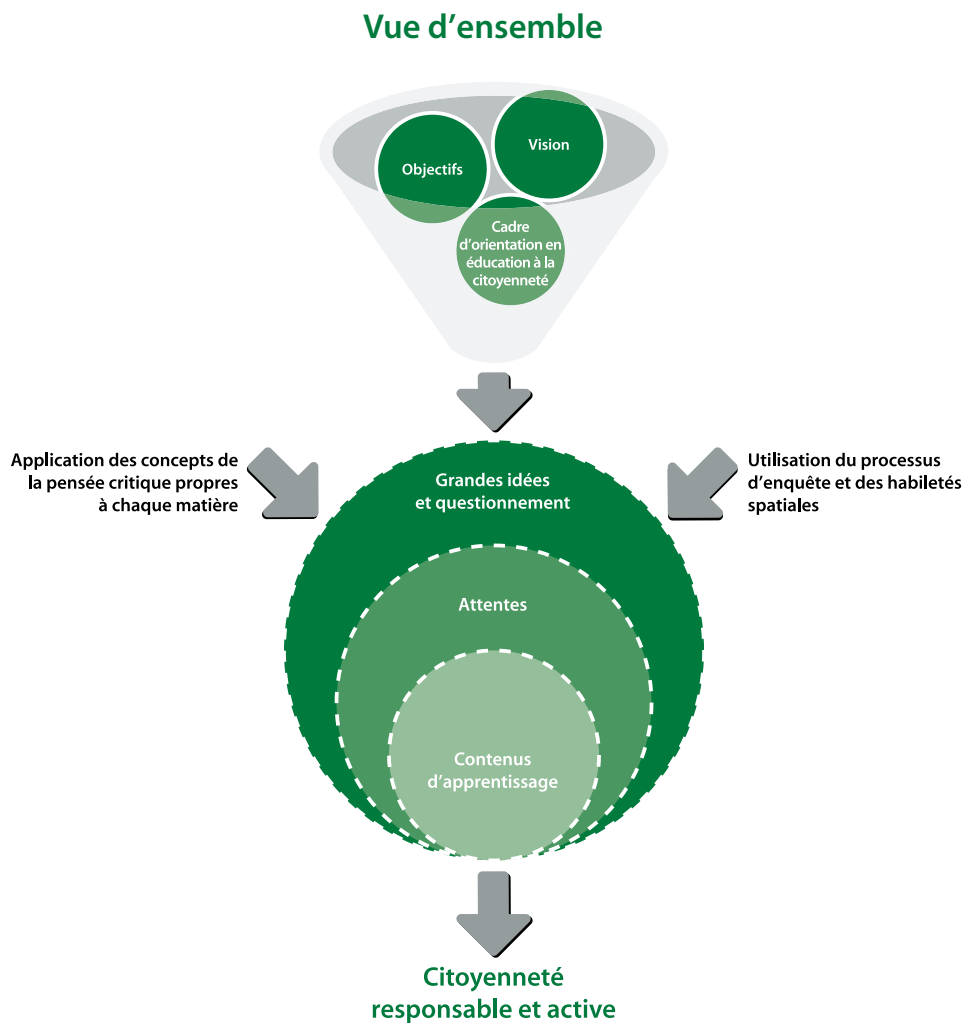 Vue d'ensemble
Objectifs
Vision
Cadre
d'orientation en
éducation à la
citoyenneté
Application des concepts de
la pensée critique propres
à chaque matière
Grandes idées
et questionnement
Utilisation du processus
d'enquête et des habiletés
spatiales
Attentes
Contenus
d'apprentissage
Citoyenneté
responsable et active